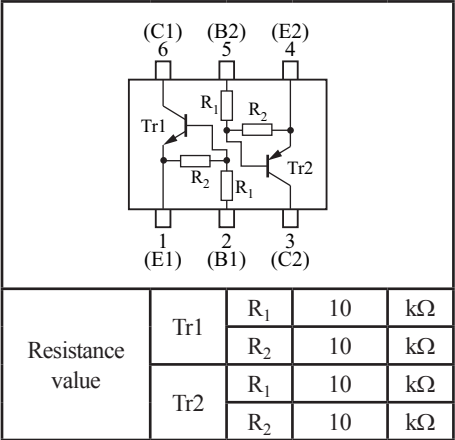 (C1) (B2) (E2)
6 5 4
R1 R2
Tr1
Tr2
R2 R1
1 2 3
(E1) (B1) (C2)
Resistance value
Tr1 R1 10 kΩ
R2 10 kΩ
Tr2 R1 10 kΩ
R2 10 kΩ